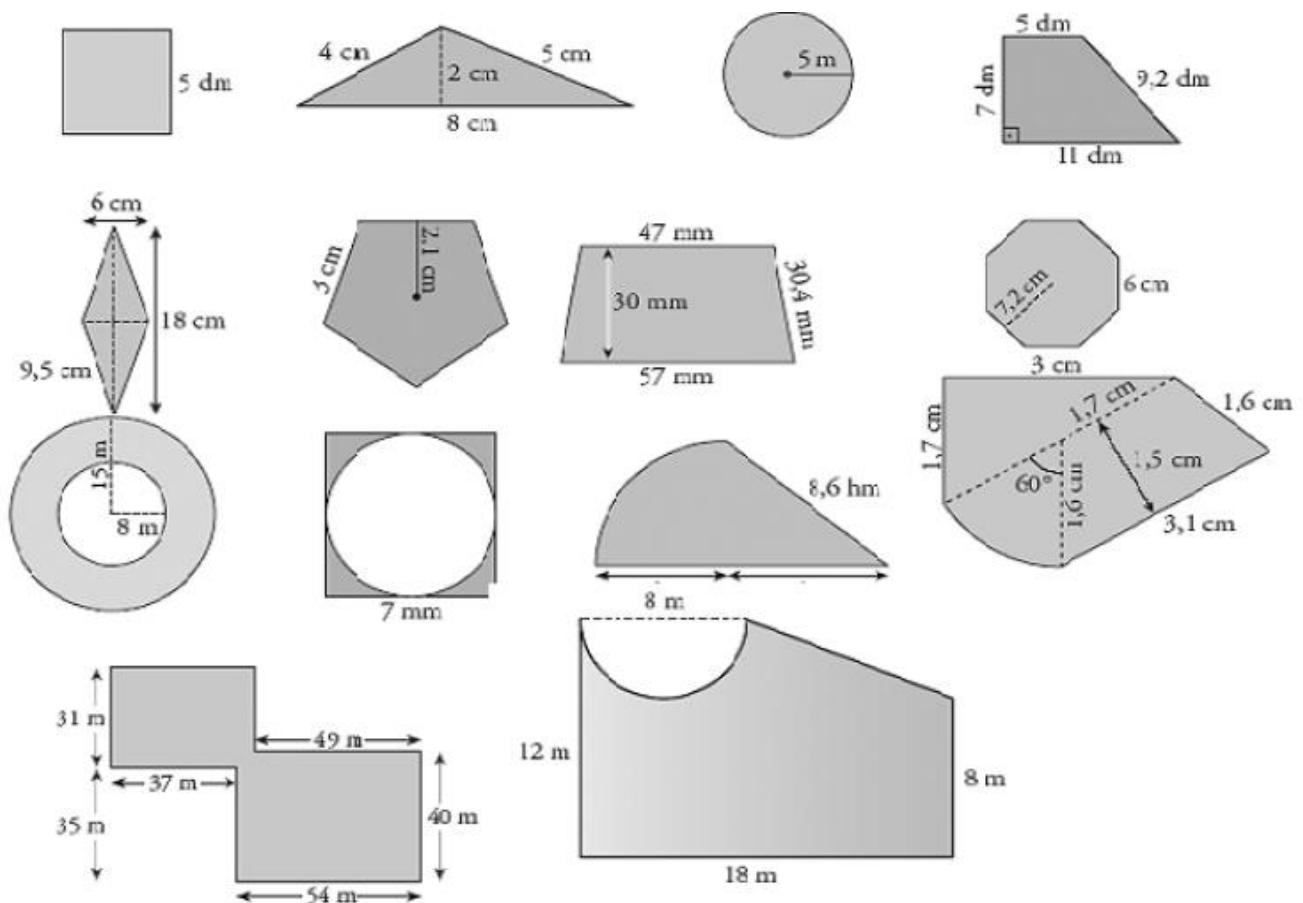 5 dm
4 cm
5 cm
2 cm
8 cm
5 m
5 dm
7 dm
9,2 dm
11 dm
6 cm
18 cm
9,5 cm
3 cm
2,1 cm
47 mm
30 mm
30,4 mm
57 mm
7,2 cm
6 cm
15 m
8 m
7 mm
8,6 hm
3 cm
1,7 cm
1,7 cm
1,6 cm
1,5 cm
60°
1,6 cm
3,1 cm
31 m
49 m
37 m
35 m
40 m
54 m
8 m
12 m
8 m
18 m